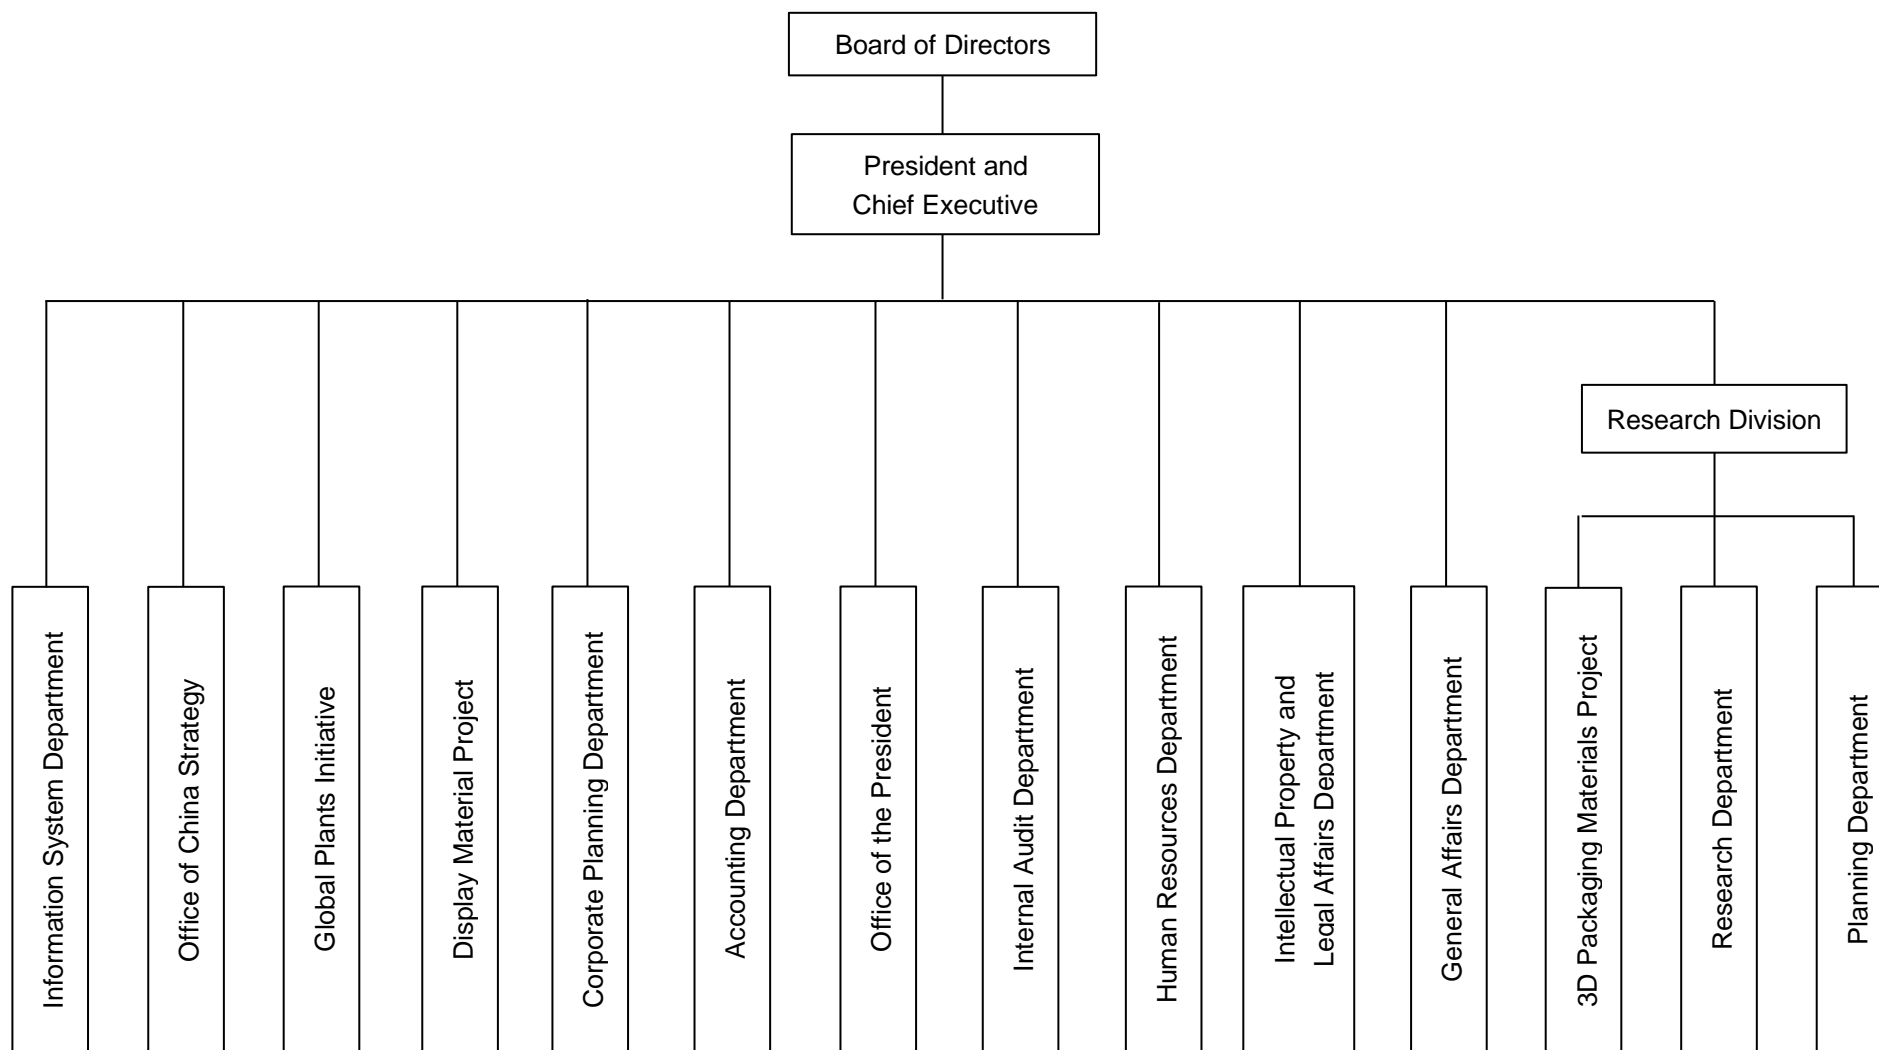 Board of Directors
President and
Chief Executive
Research Division
Information System Department
Office of China Strategy
Global Plants Initiative
Display Material Project
Corporate Planning Department
Accounting Department
Office of the President
Internal Audit Department
Human Resources Department
Intellectual Property and
Legal Affairs Department
General Affairs Department
3D Packaging Materials Project
Research Department
Planning Department